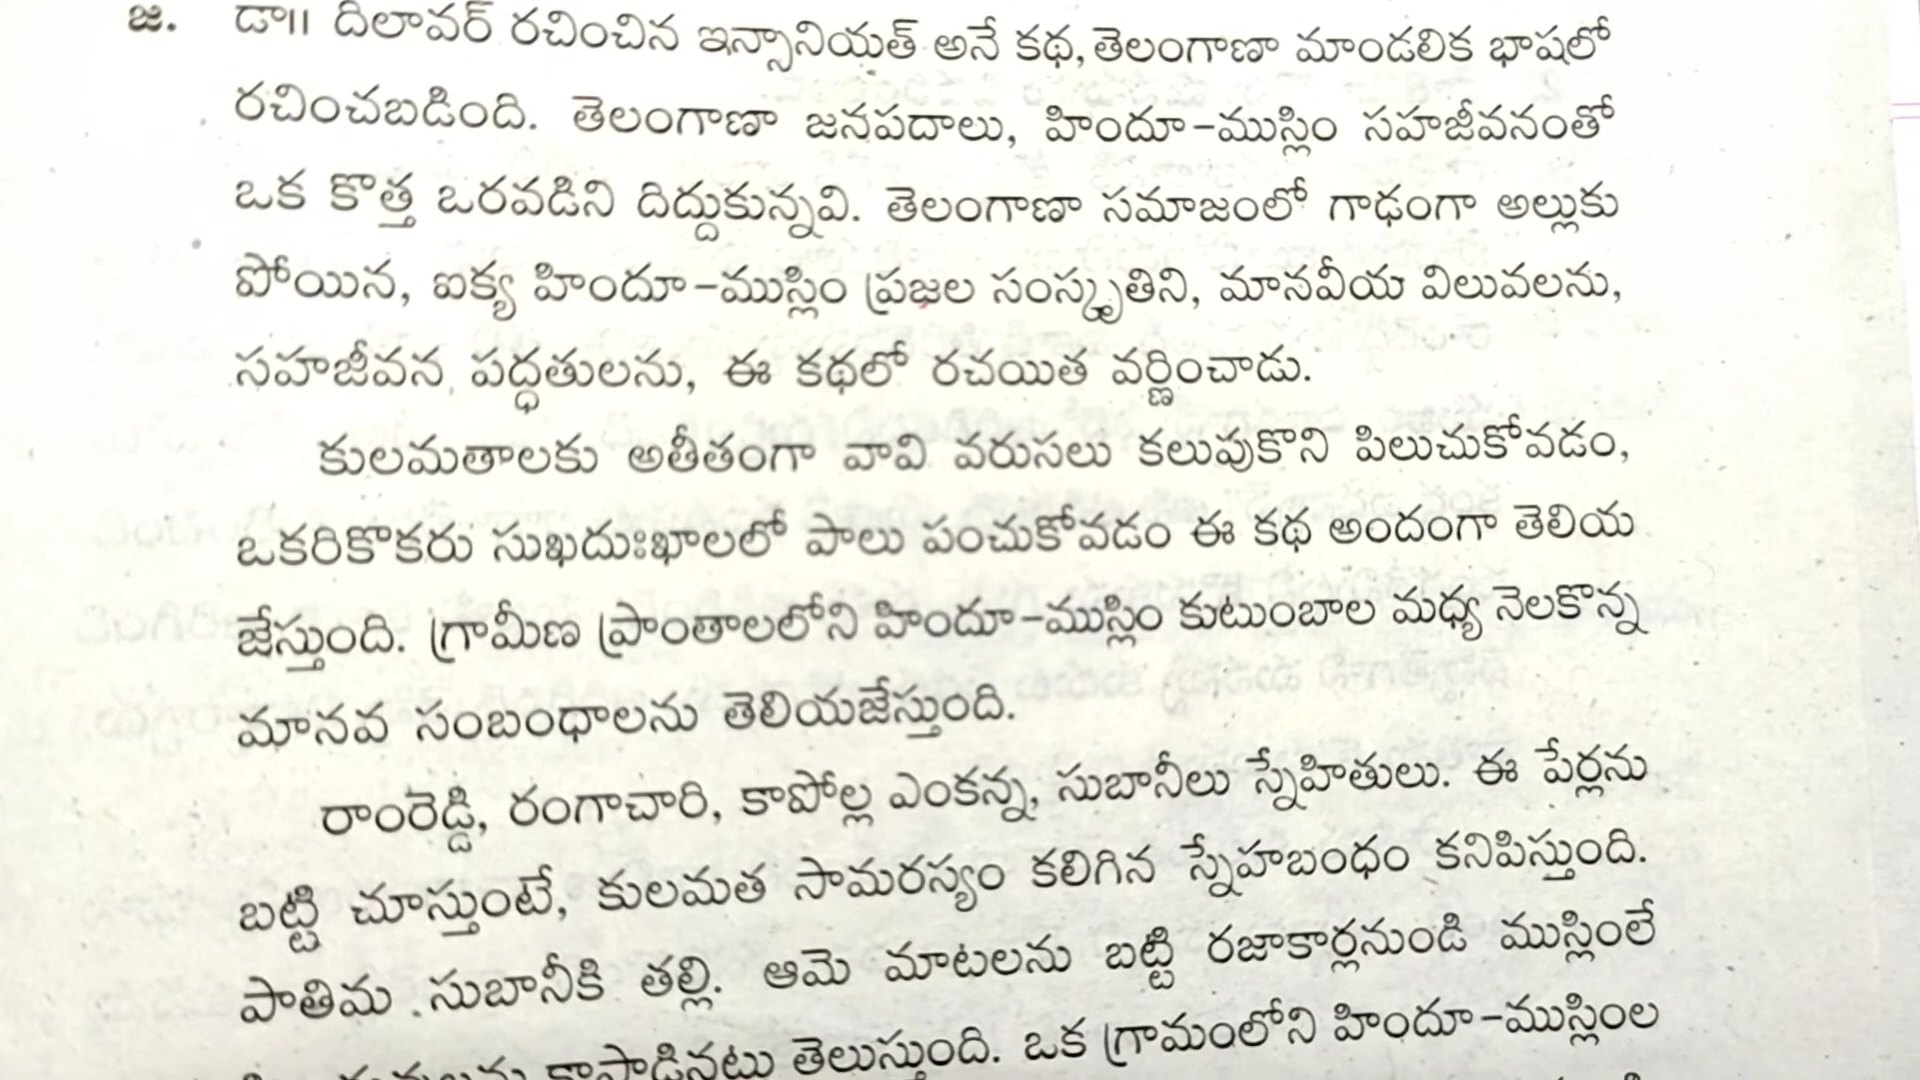 జ. డా॥ దిలావర్ రచించిన ఇన్సానియత్ అనే కథ, తెలంగాణా మాండలిక భాషలో
రచించబడింది. తెలంగాణా జనపదాలు, హిందూ-ముస్లిం సహజీవనంతో
ఒక కొత్త ఒరవడిని దిద్దుకున్నవి. తెలంగాణా సమాజంలో గాఢంగా అల్లుకు
పోయిన, ఐక్య హిందూ-ముస్లిం ప్రజల సంస్కృతిని, మానవీయ విలువలను,
సహజీవన పద్ధతులను, ఈ కథలో రచయిత వర్ణించాడు.
కులమతాలకు అతీతంగా వావి వరుసలు కలుపుకొని పిలుచుకోవడం,
ఒకరికొకరు సుఖదుఃఖాలలో పాలు పంచుకోవడం ఈ కథ అందంగా తెలియ
జేస్తుంది. గ్రామీణ ప్రాంతాలలోని హిందూ-ముస్లిం కుటుంబాల మధ్య నెలకొన్న
మానవ సంబంధాలను తెలియజేస్తుంది.
రాంరెడ్డి, రంగాచారి, కాపోల్ల ఎంకన్న, సుబానీలు స్నేహితులు. ఈ పేర్లను
బట్టి చూస్తుంటే, కులమత సామరస్యం కలిగిన స్నేహబంధం కనిపిస్తుంది.
పాతిమ సుబానీకి తల్లి. ఆమె మాటలను బట్టి రజాకార్లనుండి ముస్లింలే
కాపాడినట్లు తెలుస్తుంది. ఒక గ్రామంలోని హిందూ-ముస్లింల